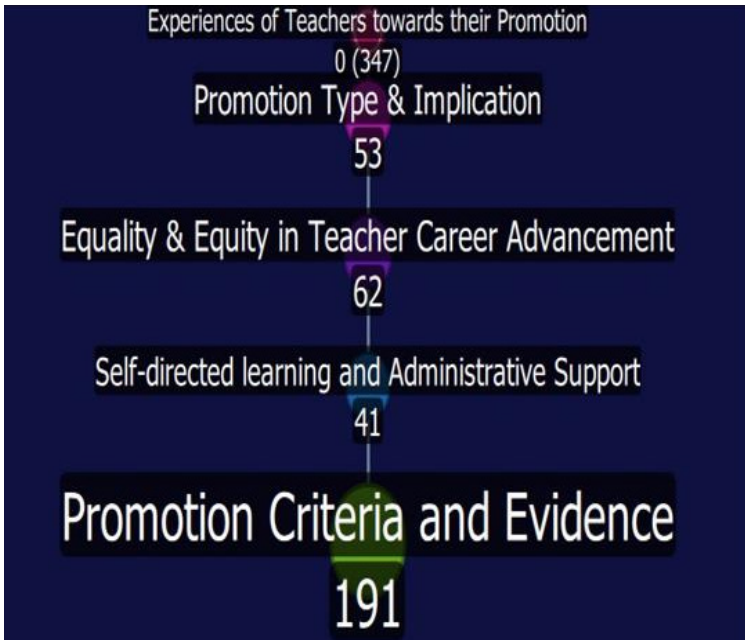 Experiences of Teachers towards their Promotion
0 (347)
Promotion Type & Implication
53
Equality & Equity in Teacher Career Advancement
62
Self-directed learning and Administrative Support
41
Promotion Criteria and Evidence
191